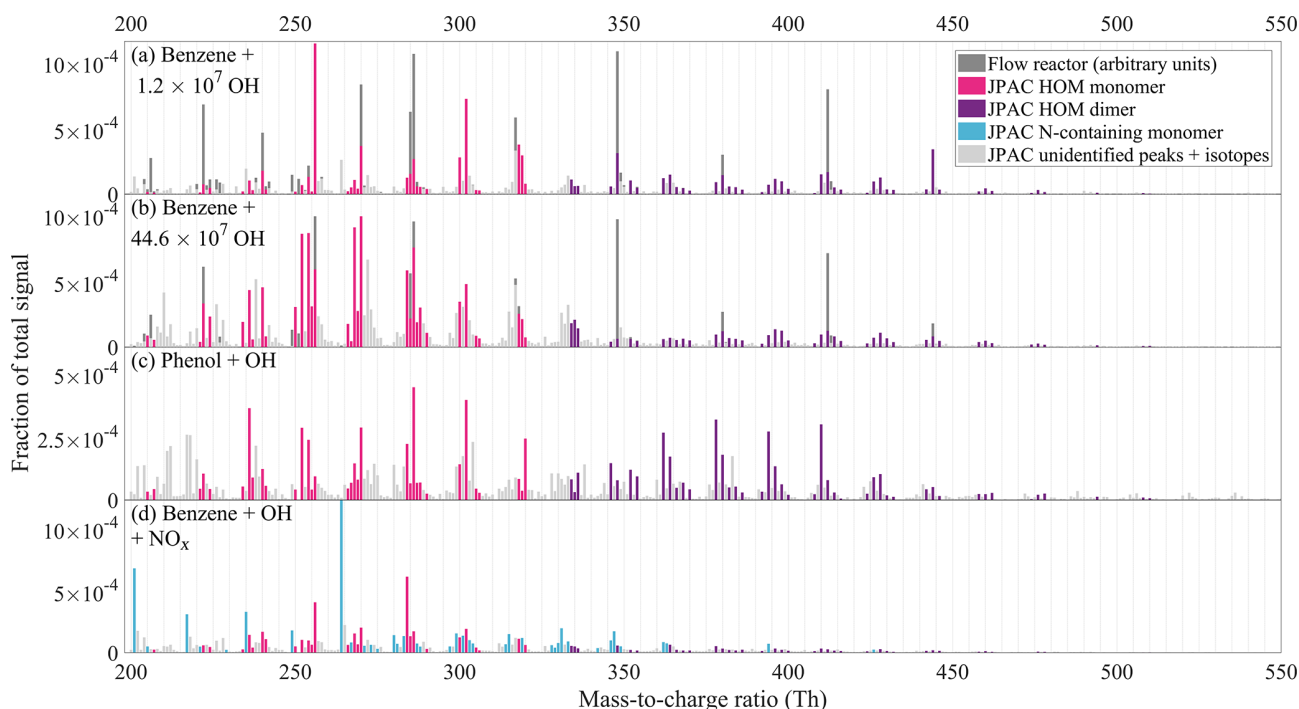 200 250 300 350 400 450 500 550
(a) Benzene +
1.2 × 10⁷ OH
10×10⁻⁴
5×10⁻⁴
0
Flow reactor (arbitrary units)
JPAC HOM monomer
JPAC HOM dimer
JPAC N-containing monomer
JPAC unidentified peaks + isotopes
(b) Benzene +
44.6 × 10⁷ OH
10×10⁻⁴
5×10⁻⁴
0
(c) Phenol + OH
5×10⁻⁴
2.5×10⁻⁴
0
(d) Benzene + OH
+ NOₓ
10×10⁻⁴
5×10⁻⁴
0
Fraction of total signal
200 250 300 350 400 450 500 550
Mass-to-charge ratio (Th)